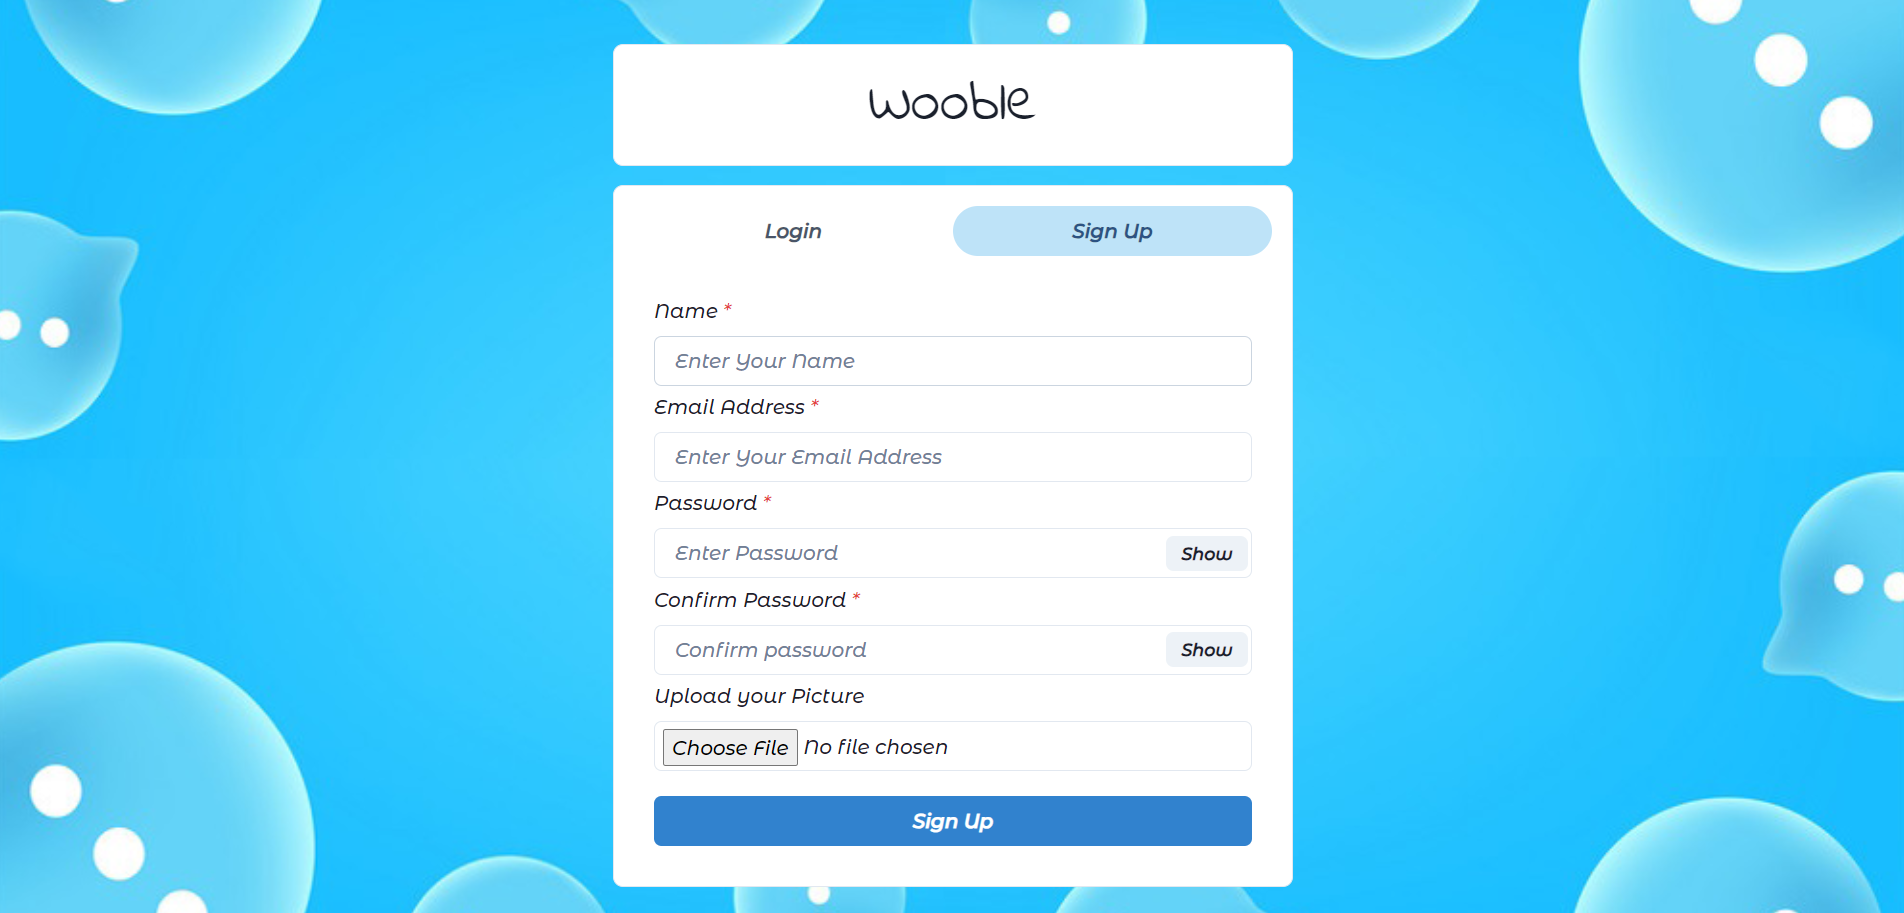 wooble
Login
Sign Up
Name *
Enter Your Name
Email Address *
Enter Your Email Address
Password *
Enter Password
Show
Confirm Password *
Confirm password
Show
Upload your Picture
Choose File No file chosen
Sign Up